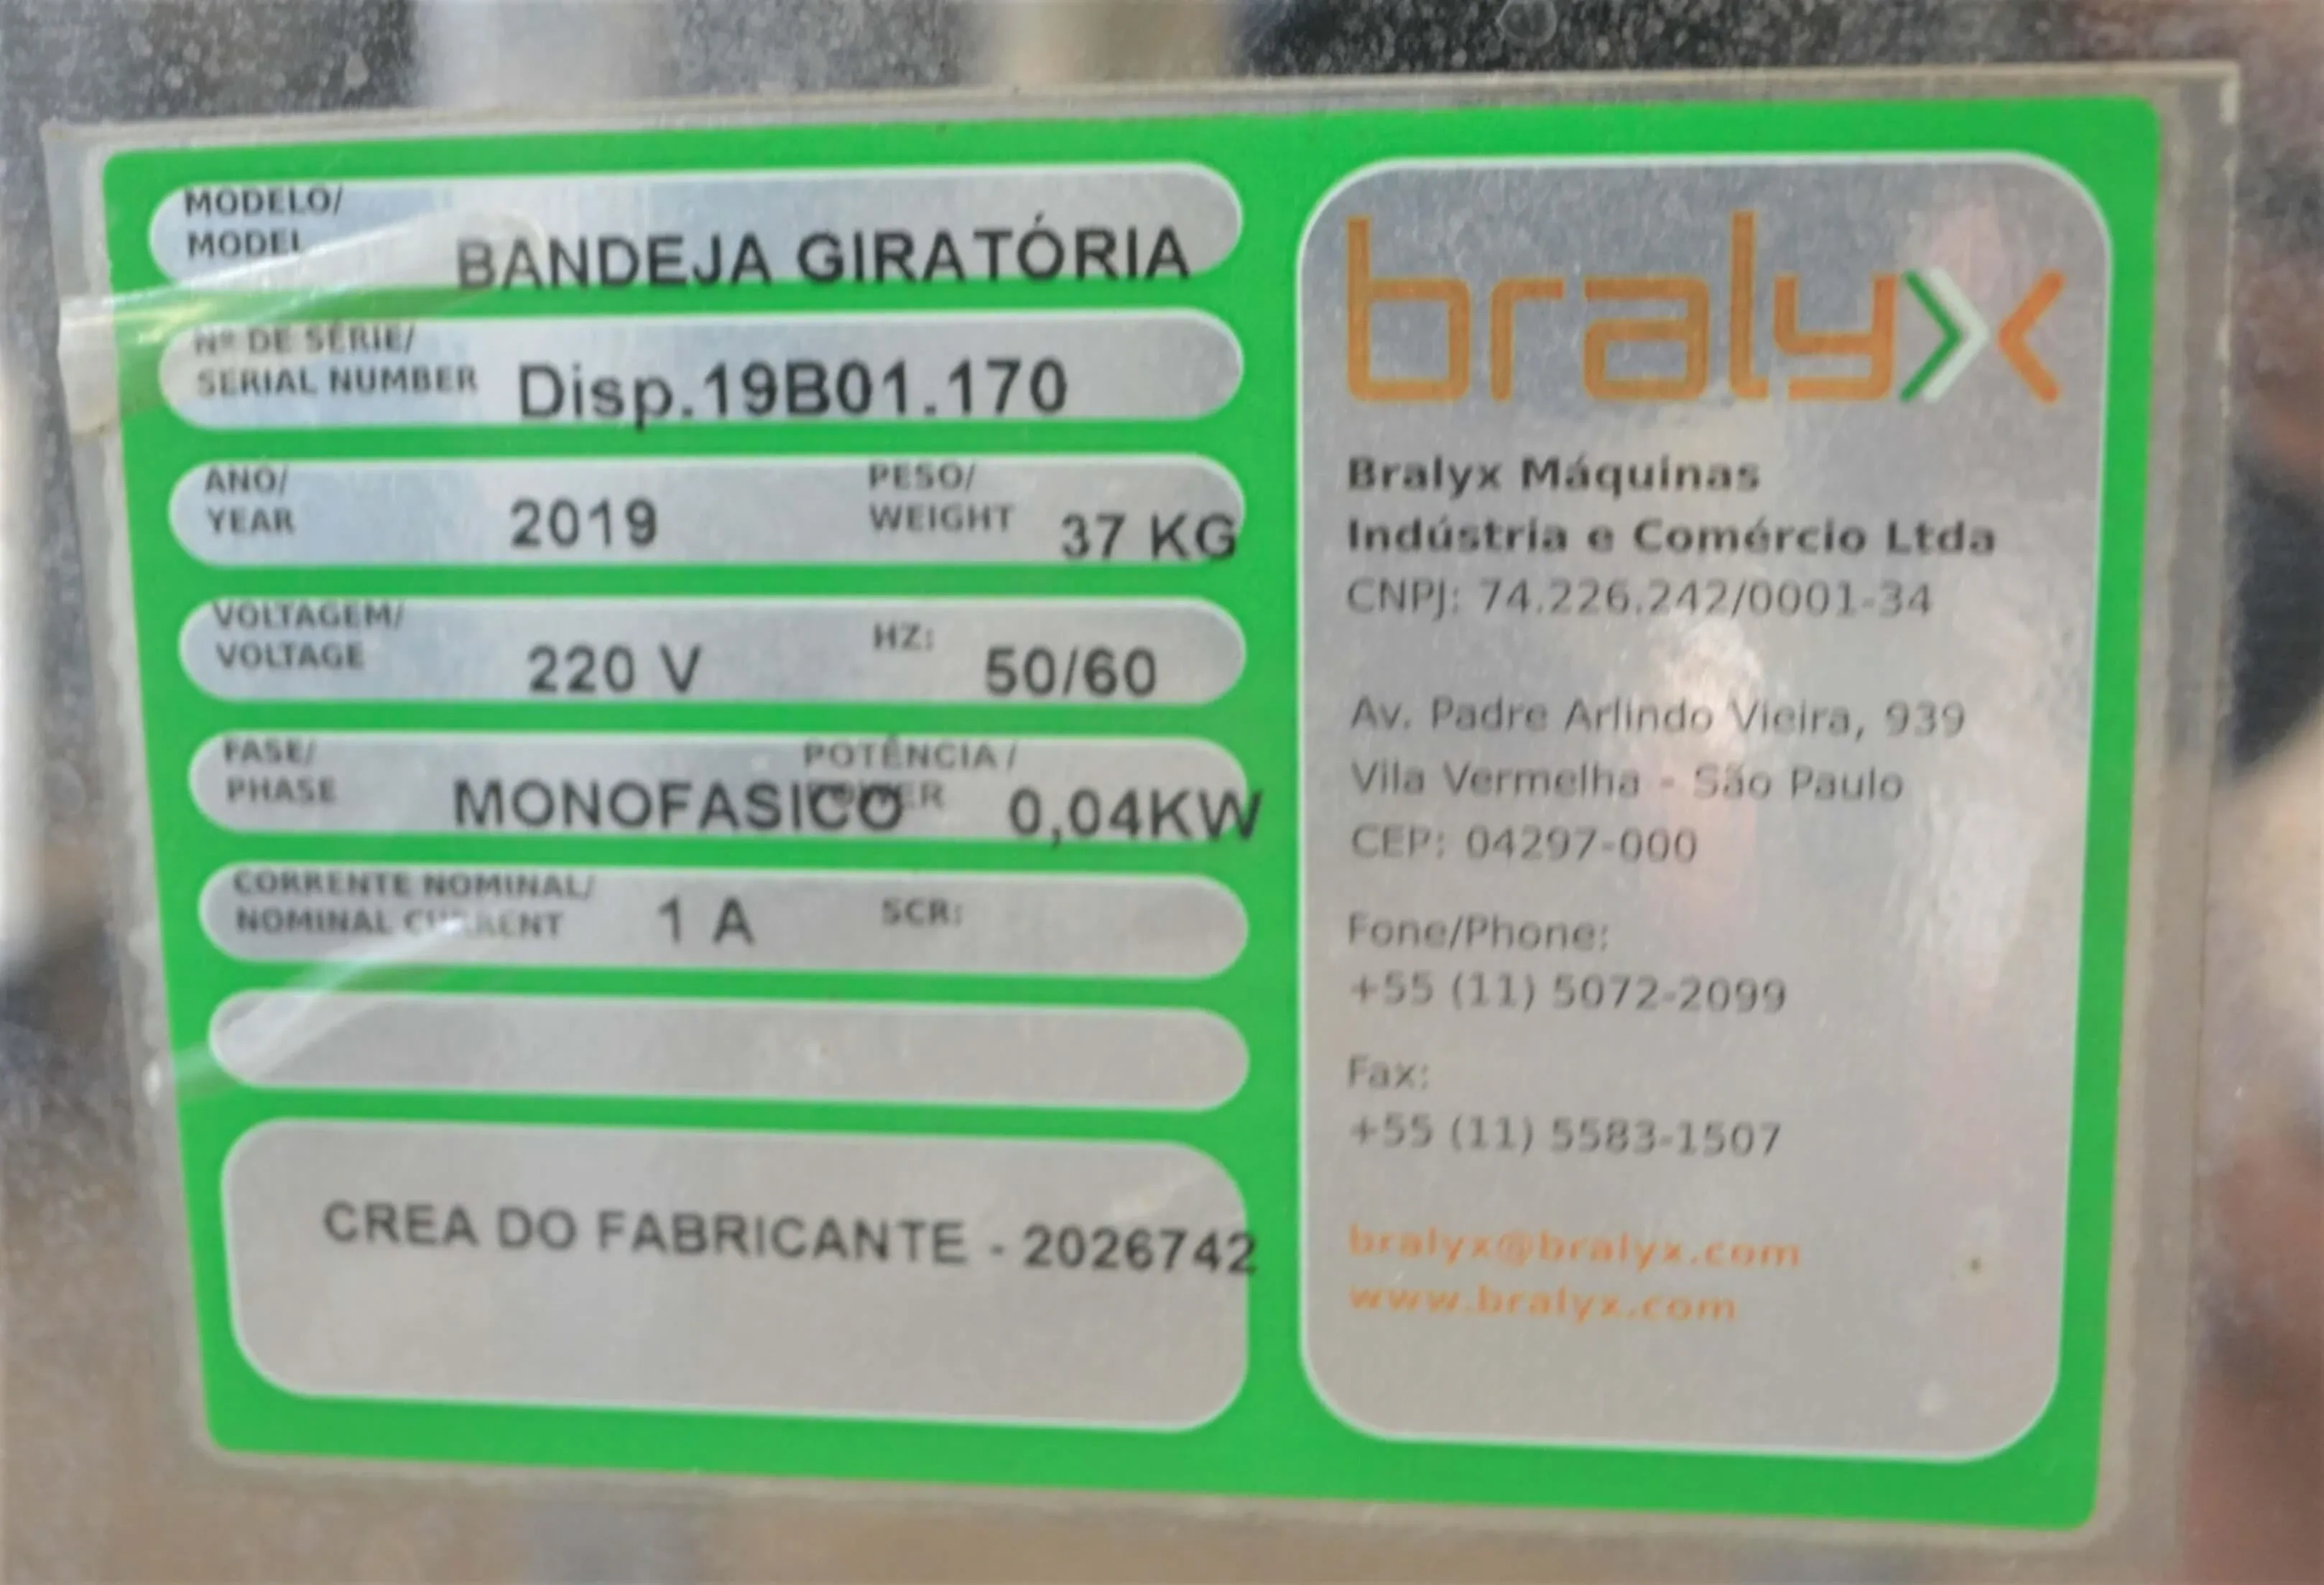 MODELO/
MODEL
BANDEJA GIRATÓRIA
Nº DE SÉRIE/
SERIAL NUMBER
Disp.19B01.170
ANO/
YEAR
2019
PESO/
WEIGHT
37 KG
VOLTAGEM/
VOLTAGE
220 V
HZ:
50/60
FASE/
PHASE
MONOFASICO
POTÊNCIA/
POWER
0,04KW
CORRENTE NOMINAL/
NOMINAL CURRENT
1 A
SCR:
CREA DO FABRICANTE - 2026742
bralyx
Bralyx Máquinas
Indústria e Comércio Ltda
CNPJ: 74.226.242/0001-34
Av. Padre Arlindo Vieira, 939
Vila Vermelha - São Paulo
CEP: 04297-000
Fone/Phone:
+55 (11) 5072-2099
Fax:
+55 (11) 5583-1507
bralyx@bralyx.com
www.bralyx.com